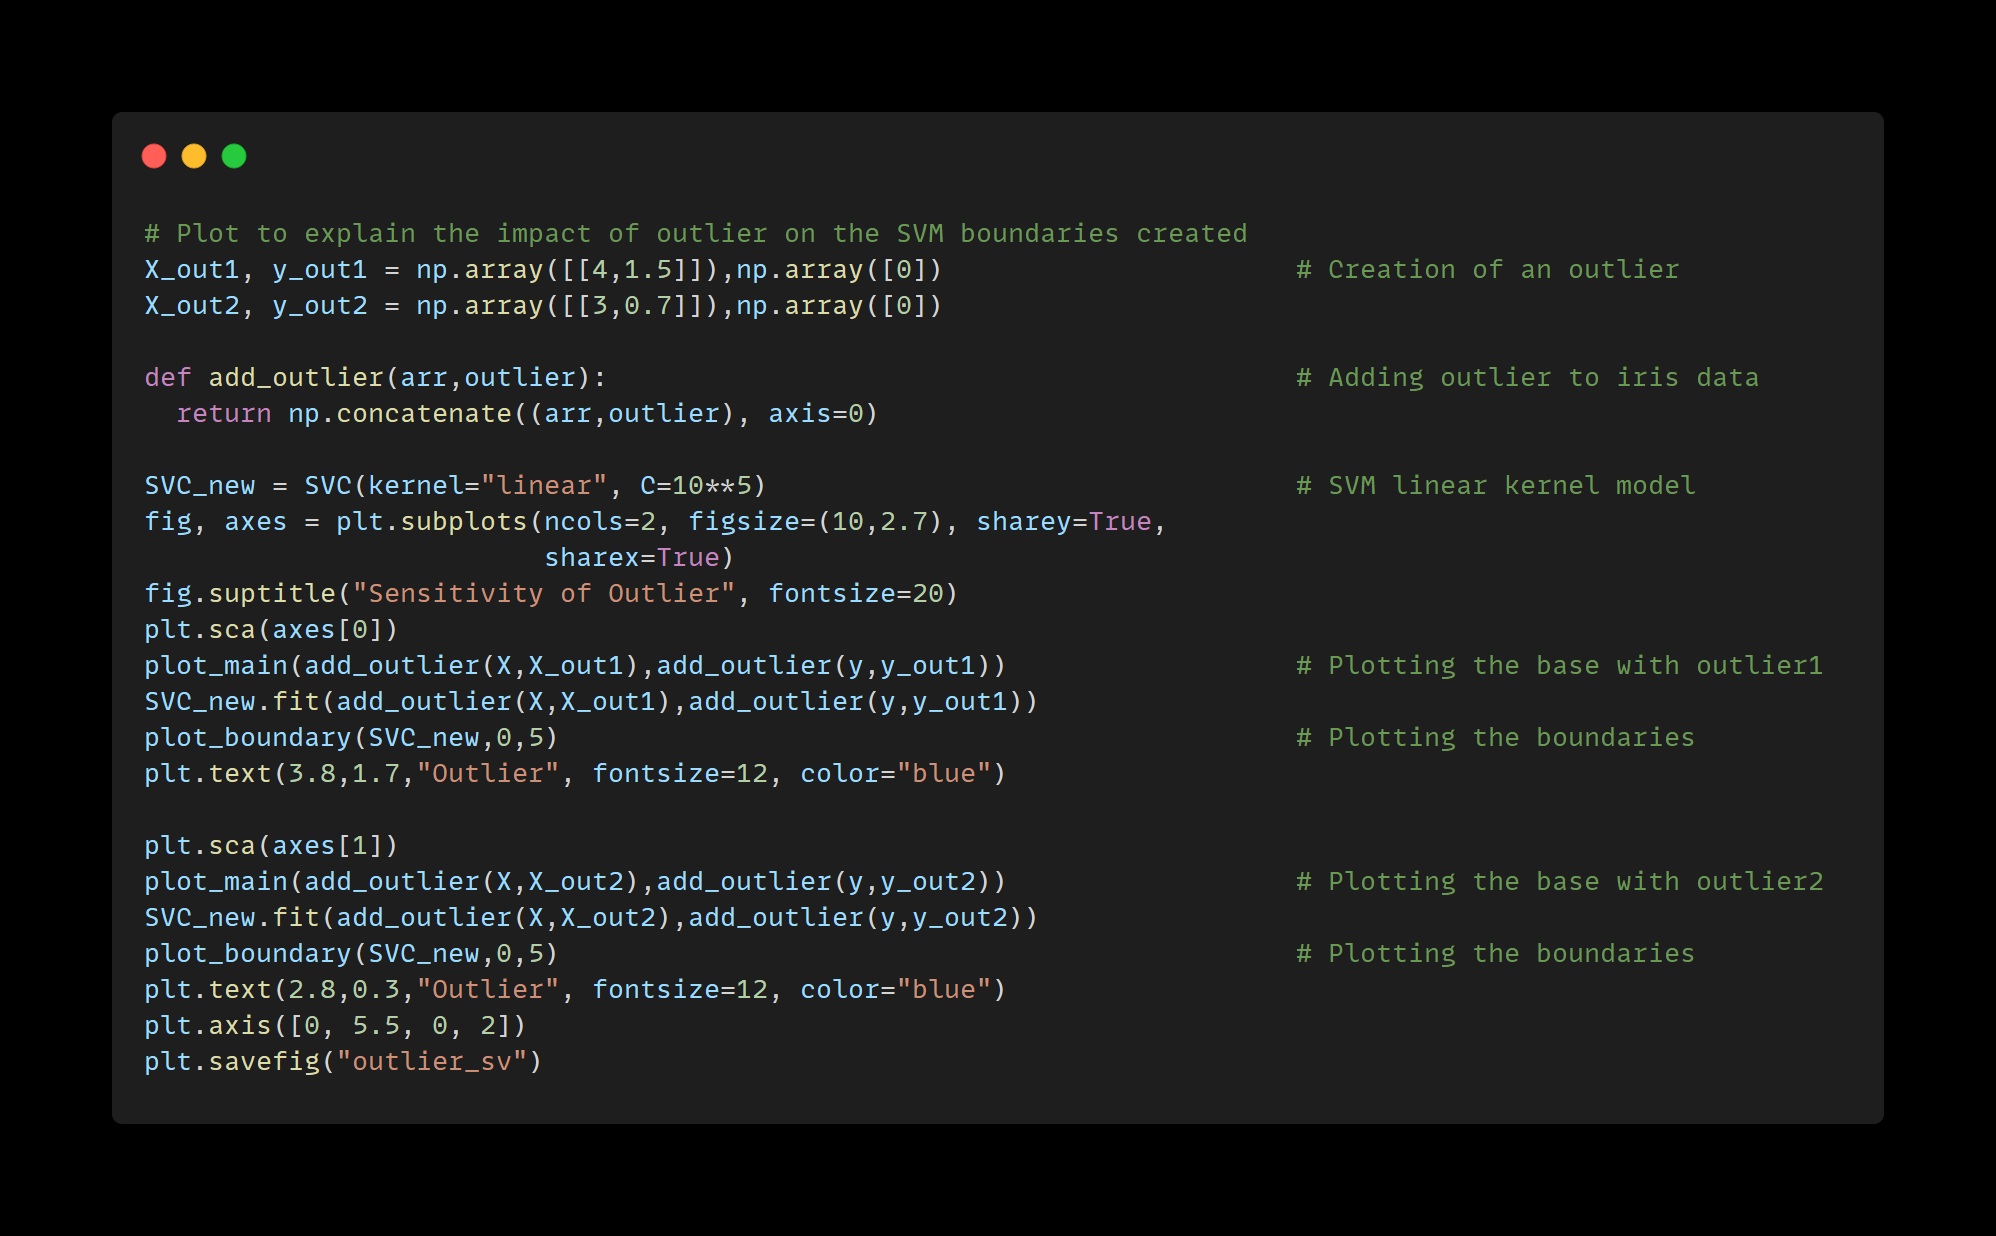 # Plot to explain the impact of outlier on the SVM boundaries created
X_out1, y_out1 = np.array([[4,1.5]]),np.array([0])                      # Creation of an outlier
X_out2, y_out2 = np.array([[3,0.7]]),np.array([0])

def add_outlier(arr,outlier):                                           # Adding outlier to iris data
  return np.concatenate((arr,outlier), axis=0)

SVC_new = SVC(kernel="linear", C=10**5)                                 # SVM linear kernel model
fig, axes = plt.subplots(ncols=2, figsize=(10,2.7), sharey=True,
                         sharex=True)
fig.suptitle("Sensitivity of Outlier", fontsize=20)
plt.sca(axes[0])
plot_main(add_outlier(X,X_out1),add_outlier(y,y_out1))                  # Plotting the base with outlier1
SVC_new.fit(add_outlier(X,X_out1),add_outlier(y,y_out1))
plot_boundary(SVC_new,0,5)                                              # Plotting the boundaries
plt.text(3.8,1.7,"Outlier", fontsize=12, color="blue")

plt.sca(axes[1])
plot_main(add_outlier(X,X_out2),add_outlier(y,y_out2))                  # Plotting the base with outlier2
SVC_new.fit(add_outlier(X,X_out2),add_outlier(y,y_out2))
plot_boundary(SVC_new,0,5)                                              # Plotting the boundaries
plt.text(2.8,0.3,"Outlier", fontsize=12, color="blue")
plt.axis([0, 5.5, 0, 2])
plt.savefig("outlier_sv")